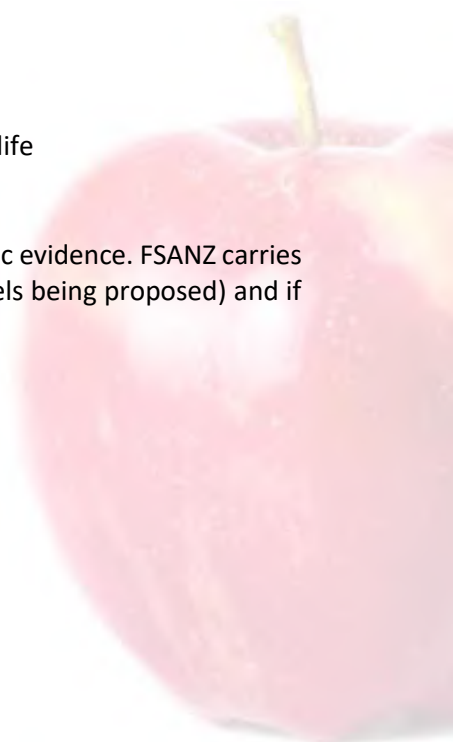 life
c evidence. FSANZ carries
els being proposed) and if